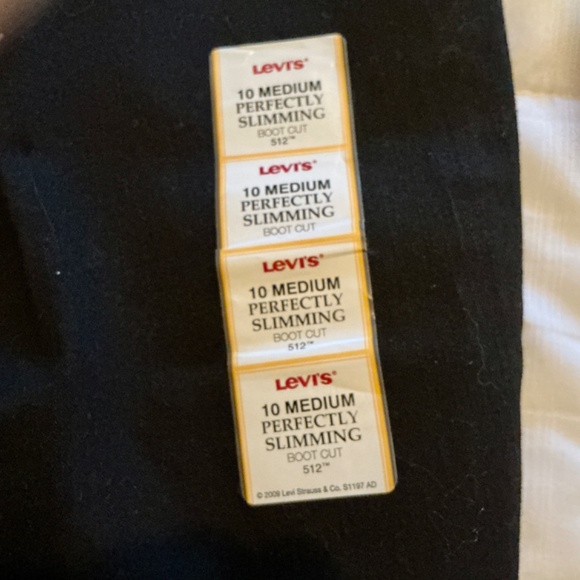 Levi's®
10 MEDIUM
PERFECTLY
SLIMMING
BOOT CUT
512™
Levi's®
10 MEDIUM
PERFECTLY
SLIMMING
BOOT CUT
Levi's®
10 MEDIUM
PERFECTLY
SLIMMING
BOOT CUT
512™
Levi's®
10 MEDIUM
PERFECTLY
SLIMMING
BOOT CUT
512™
© 2009 Levi Strauss & Co. S1197 AD